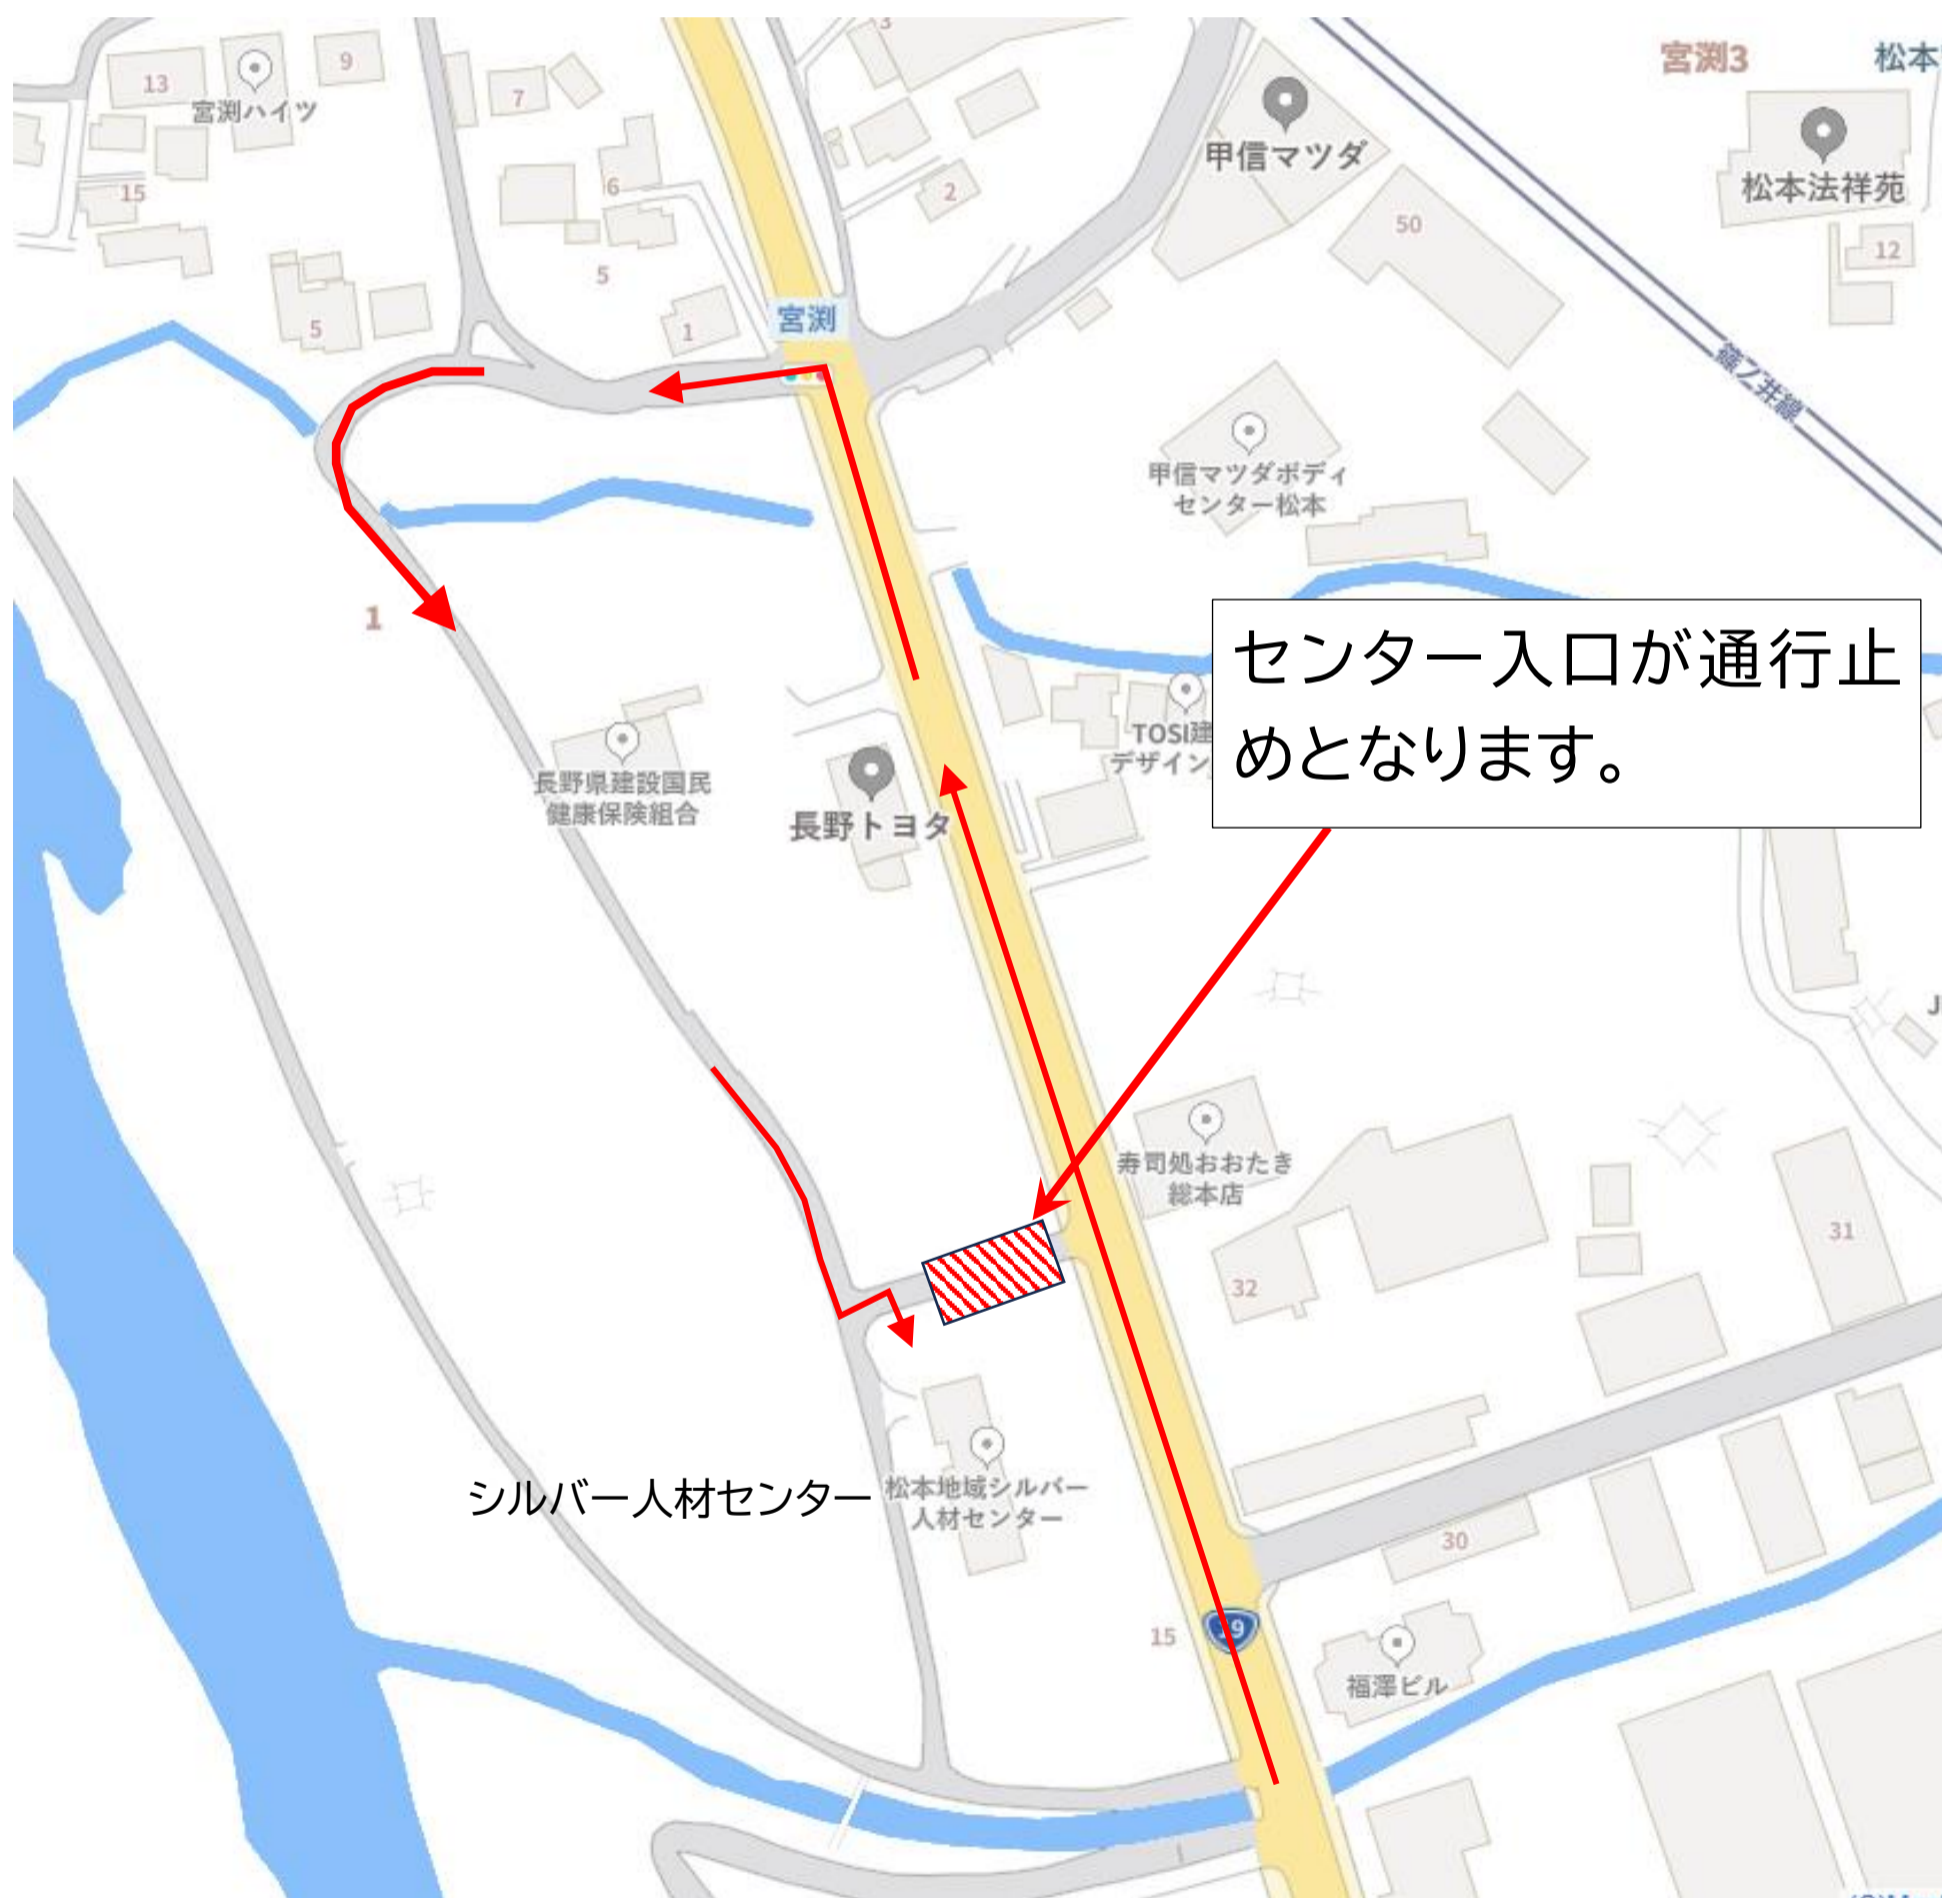 3
宮渕3
松本
13
9
宮渕ハイツ
7
甲信マツダ
松本法祥苑
15
6
2
50
12
5
5
1
宮渕
篠ノ井線
甲信マツダボディ
センター松本
1
センター入口が通行止
めとなります。
TOSI建
デザイン
長野県建設国民
健康保険組合
長野トヨタ
J
寿司処おおたき
総本店
31
32
シルバー人材センター
松本地域シルバー
人材センター
30
15
19
福澤ビル